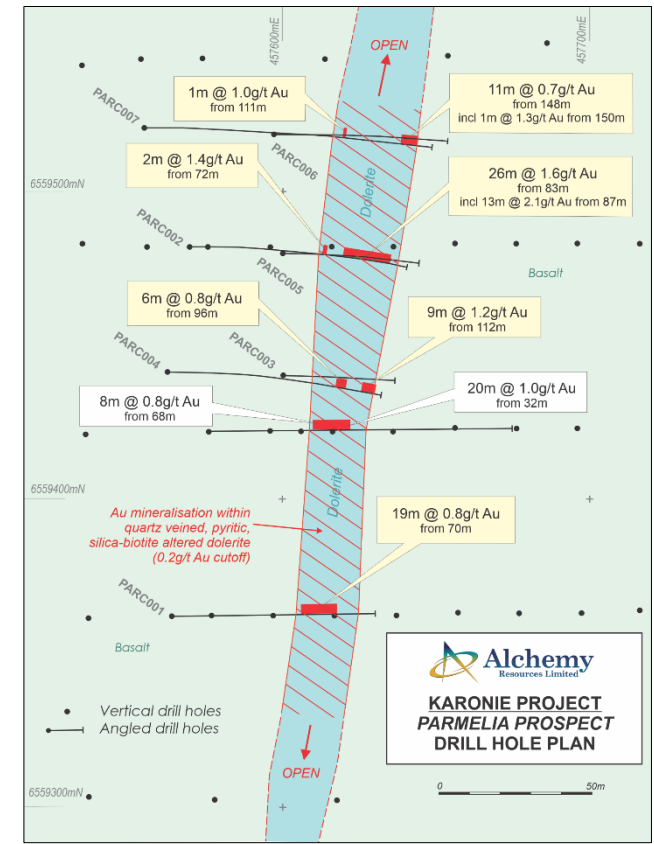 457600mE
457700mE
OPEN
1m @ 1.0g/t Au
from 111m
11m @ 0.7g/t Au
from 148m
incl 1m @ 1.3g/t Au from 150m
PARC007
PARC006
2m @ 1.4g/t Au
from 72m
26m @ 1.6g/t Au
from 83m
incl 13m @ 2.1g/t Au from 87m
6559500mN
Dolerite
PARC002
PARC005
Basalt
6m @ 0.8g/t Au
from 96m
9m @ 1.2g/t Au
from 112m
PARC004
PARC003
8m @ 0.8g/t Au
from 68m
20m @ 1.0g/t Au
from 32m
6559400mN
Dolerite
Au mineralisation within
quartz veined, pyritic,
silica-biotite altered dolerite
(0.2g/t Au cutoff)
19m @ 0.8g/t Au
from 70m
PARC001
Basalt
Alchemy
Resources Limited
KARONIE PROJECT
PARMELIA PROSPECT
DRILL HOLE PLAN
Vertical drill holes
Angled drill holes
OPEN
6559300mN
0
50m